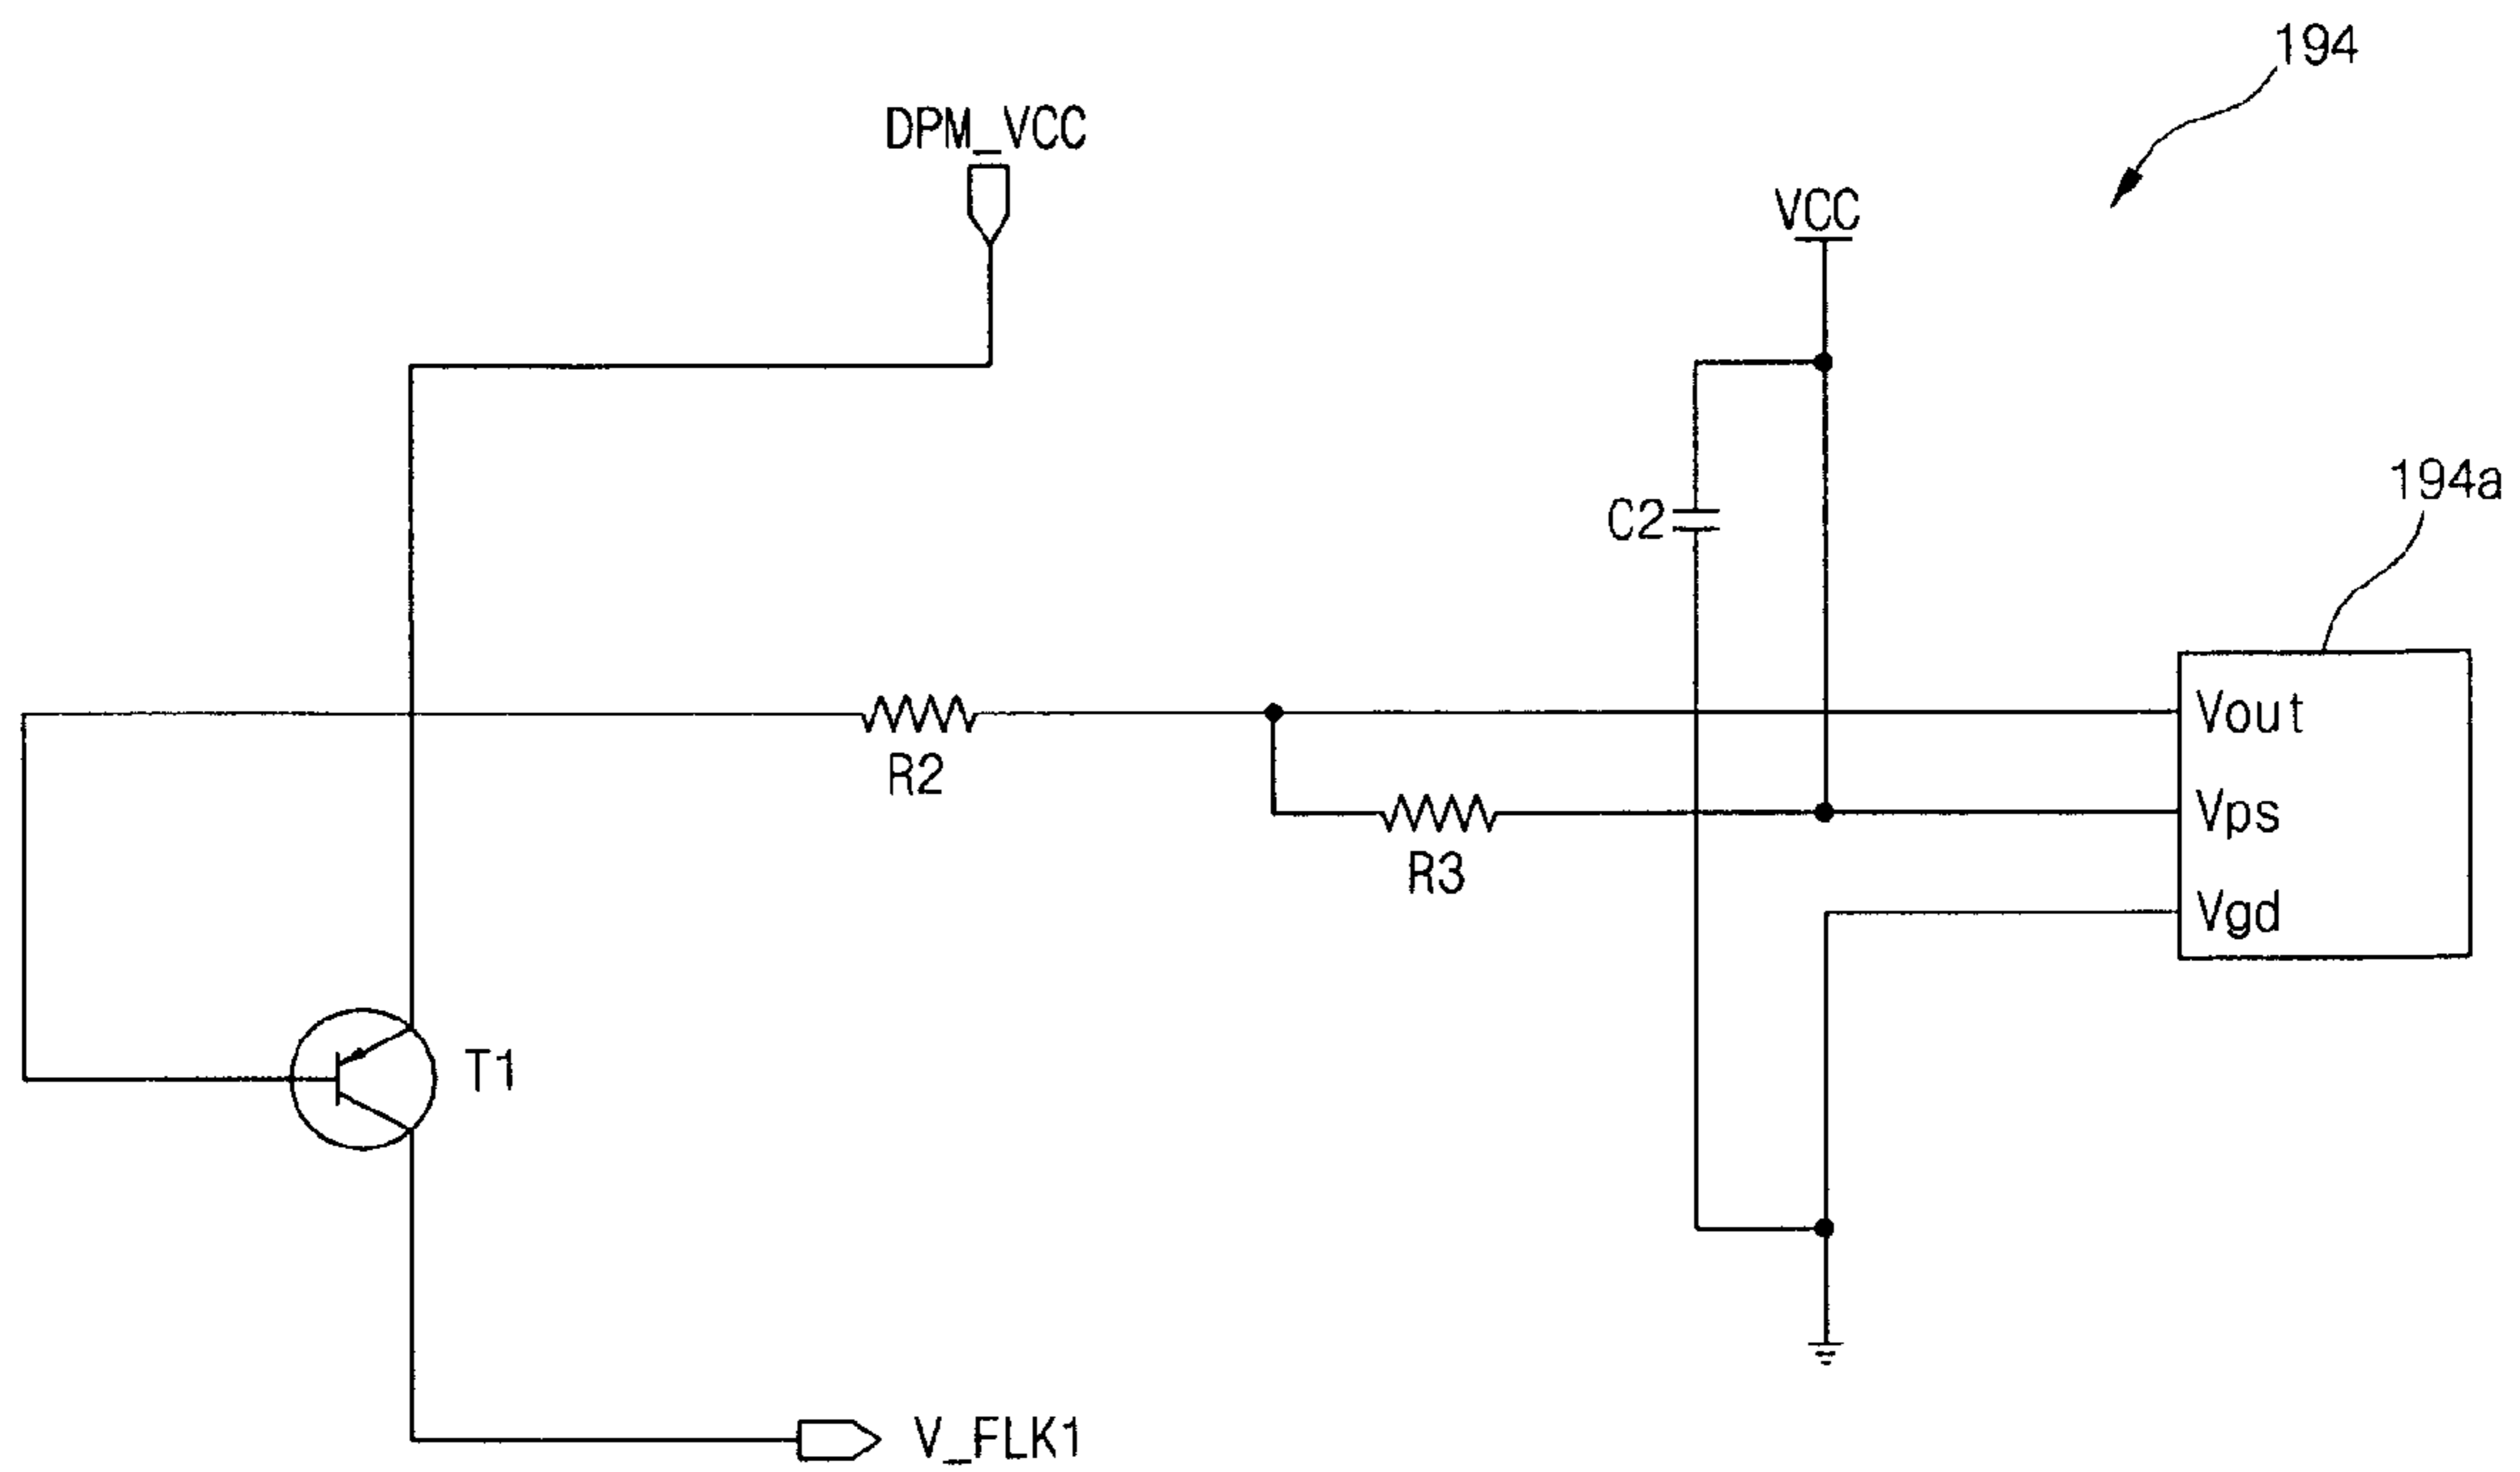 194
DPM_VCC
VCC
194a
C2
Vout
R2
Vps
R3
Vgd
T1
V_FLK1